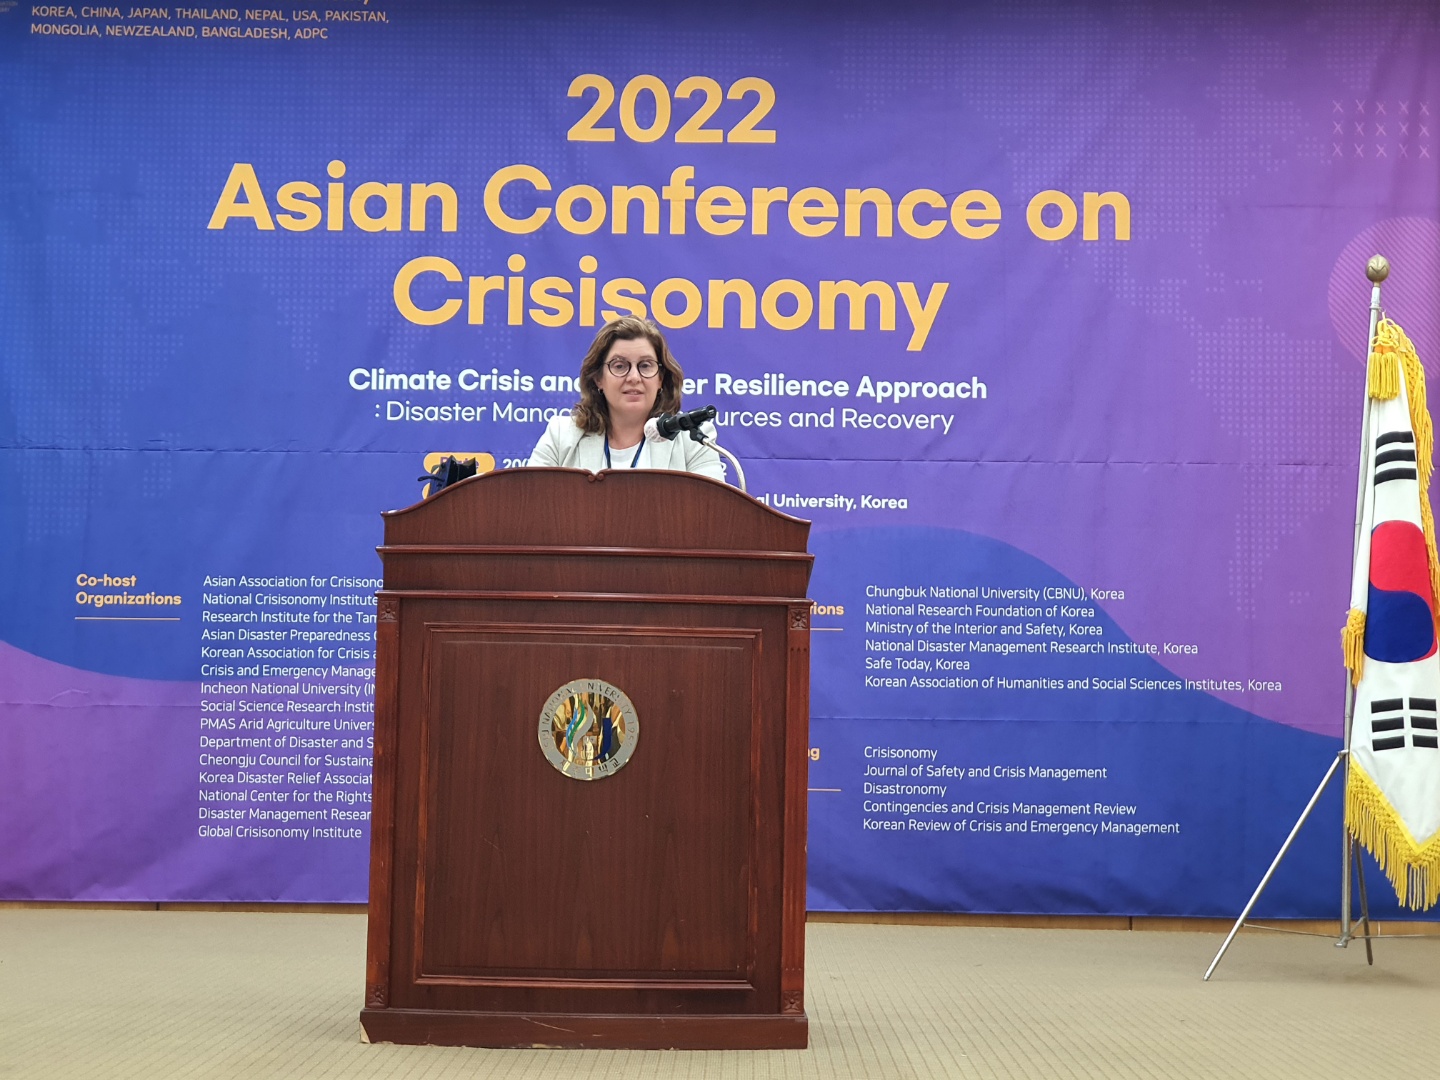 KOREA, CHINA, JAPAN, THAILAND, NEPAL, USA, PAKISTAN,
MONGOLIA, NEWZEALAND, BANGLADESH, ADPC
2022
Asian Conference on
Crisisonomy
Climate Crisis and er Resilience Approach
: Disaster Mana urces and Recovery
Date
al University, Korea
Co-host
Organizations
Asian Association for Crisisono
National Crisisonomy Institute
Research Institute for the Tam
Asian Disaster Preparedness
Korean Association for Crisis a
Crisis and Emergency Manage
Incheon National University (I
Social Science Research Instit
PMAS Arid Agriculture Univers
Department of Disaster and S
Cheongju Council for Sustaina
Korea Disaster Relief Associat
National Center for the Rights
Disaster Management Resear
Global Crisisonomy Institute
ions
Chungbuk National University (CBNU), Korea
National Research Foundation of Korea
Ministry of the Interior and Safety, Korea
National Disaster Management Research Institute, Korea
Safe Today, Korea
Korean Association of Humanities and Social Sciences Institutes, Korea
g
Crisisonomy
Journal of Safety and Crisis Management
Disastronomy
Contingencies and Crisis Management Review
Korean Review of Crisis and Emergency Management